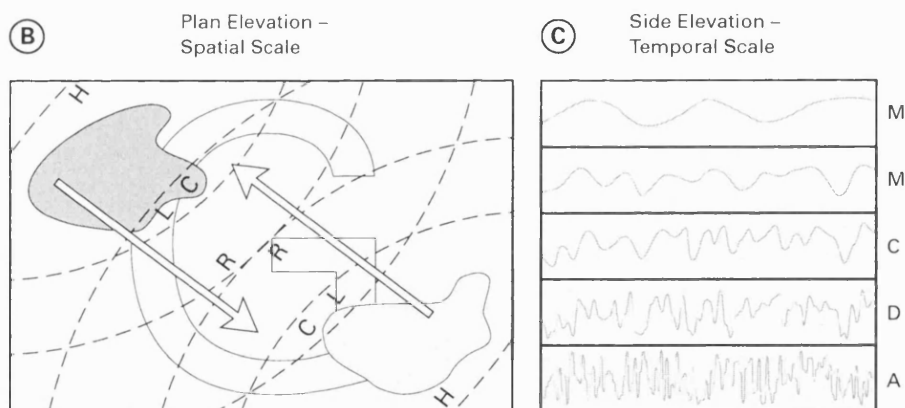 B
Plan Elevation –
Spatial Scale
C
Side Elevation –
Temporal Scale
H
C
L
R
R
L
C
H
M
M
C
D
A